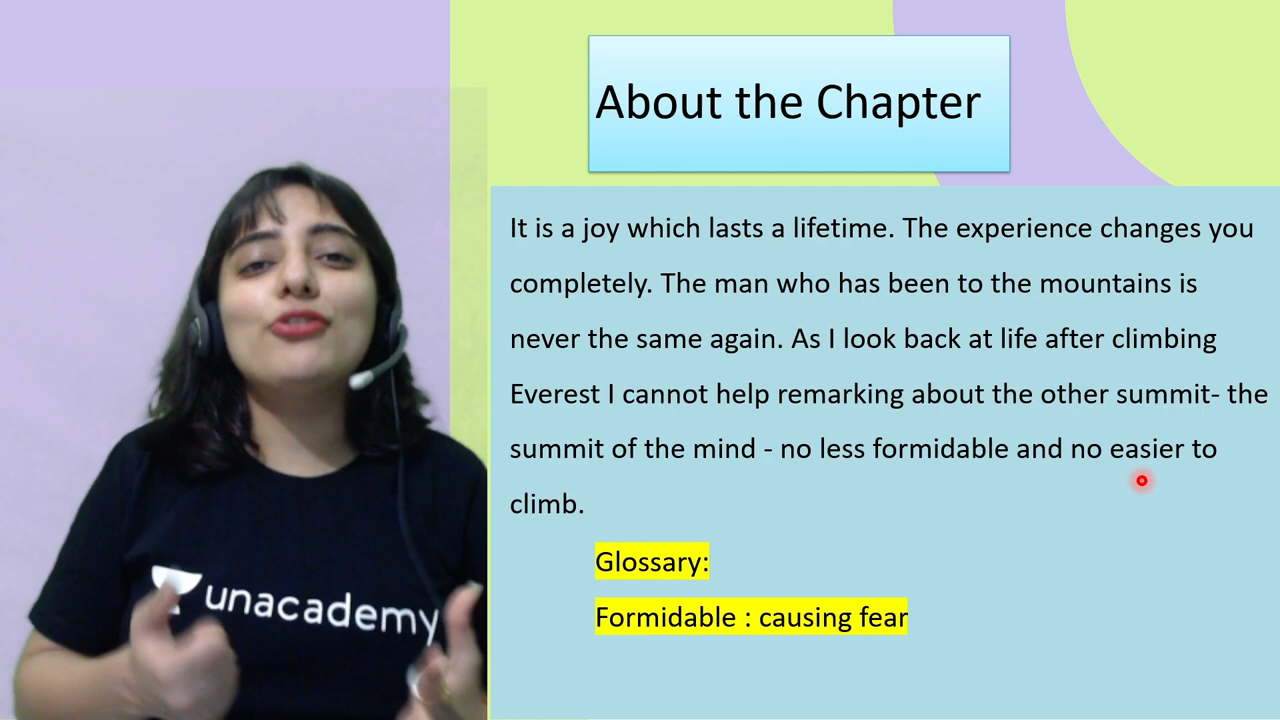 About the Chapter
It is a joy which lasts a lifetime. The experience changes you
completely. The man who has been to the mountains is
never the same again. As I look back at life after climbing
Everest I cannot help remarking about the other summit- the
summit of the mind - no less formidable and no easier to
climb.
Glossary:
Formidable : causing fear
unacademy